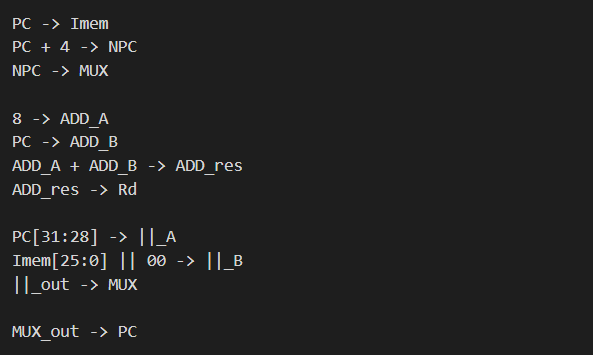 PC -> Imem
PC + 4 -> NPC
NPC -> MUX
8 -> ADD_A
PC -> ADD_B
ADD_A + ADD_B -> ADD_res
ADD_res -> Rd
PC[31:28] -> ||_A
Imem[25:0] || 00 -> ||_B
||_out -> MUX
MUX_out -> PC